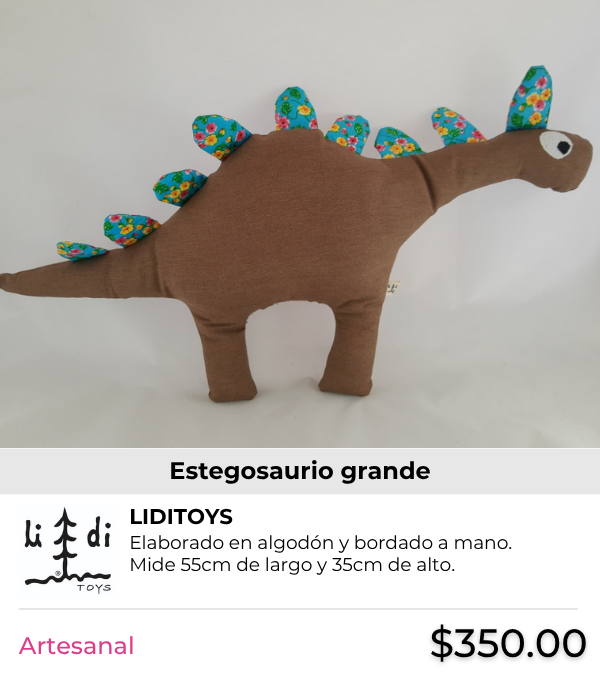 Estegosaurio grande
LIDITOYS
li di
TOYS
Elaborado en algodón y bordado a mano.
Mide 55cm de largo y 35cm de alto.
Artesanal
$350.00